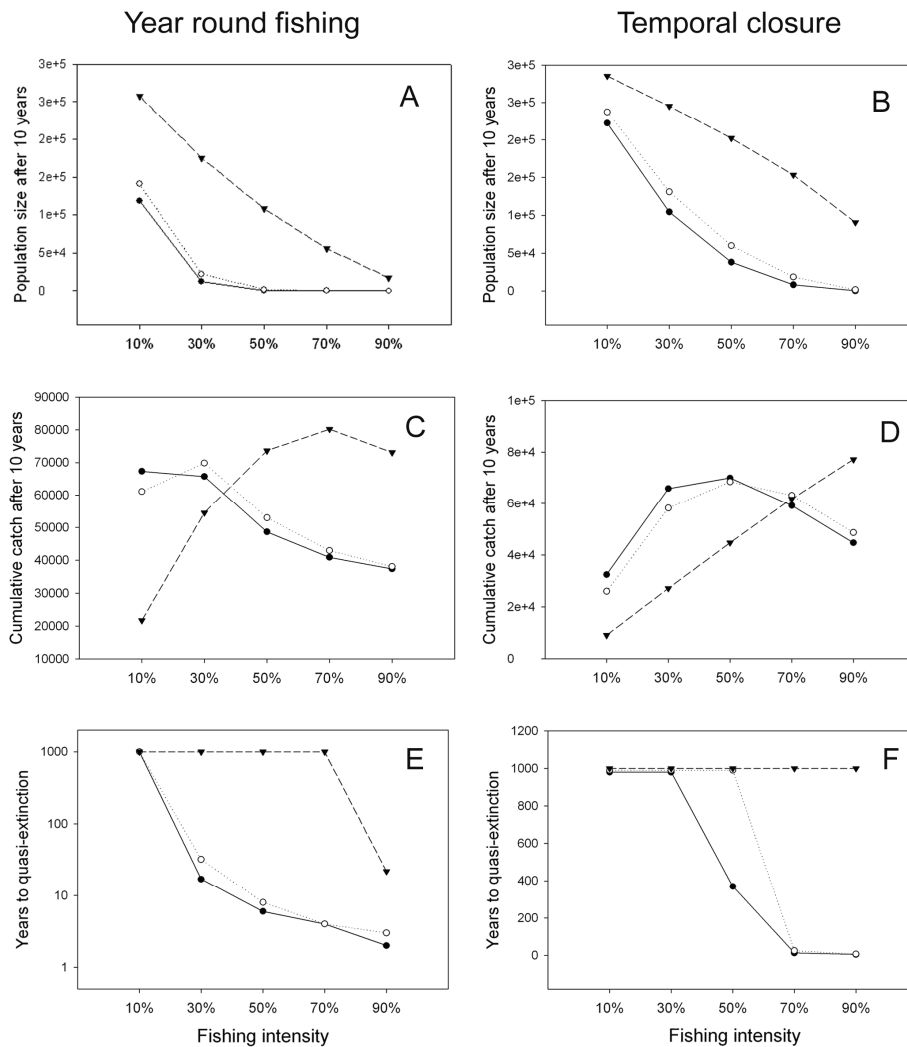 Year round fishing
Temporal closure
A
Population size after 10 years
3e+5
3e+5
2e+5
2e+5
1e+5
5e+4
0
10% 30% 50% 70% 90%
B
Population size after 10 years
3e+5
3e+5
2e+5
2e+5
1e+5
5e+4
0
10% 30% 50% 70% 90%
C
Cumulative catch after 10 years
90000
80000
70000
60000
50000
40000
30000
20000
10000
10% 30% 50% 70% 90%
D
Cumulative catch after 10 years
1e+5
8e+4
6e+4
4e+4
2e+4
0
10% 30% 50% 70% 90%
E
Years to quasi-extinction
1000
100
10
1
10% 30% 50% 70% 90%
Fishing intensity
F
Years to quasi-extinction
1200
1000
800
600
400
200
0
10% 30% 50% 70% 90%
Fishing intensity